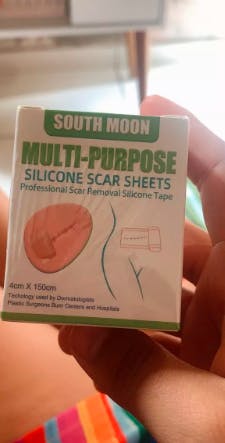 SOUTH MOON
MULTI-PURPOSE
SILICONE SCAR SHEETS
Professional Scar Removal Silicone Tape
4cm X 150cm
Techology used by Dermatologists
Plastic Surgeons Burn Centers and Hospitals